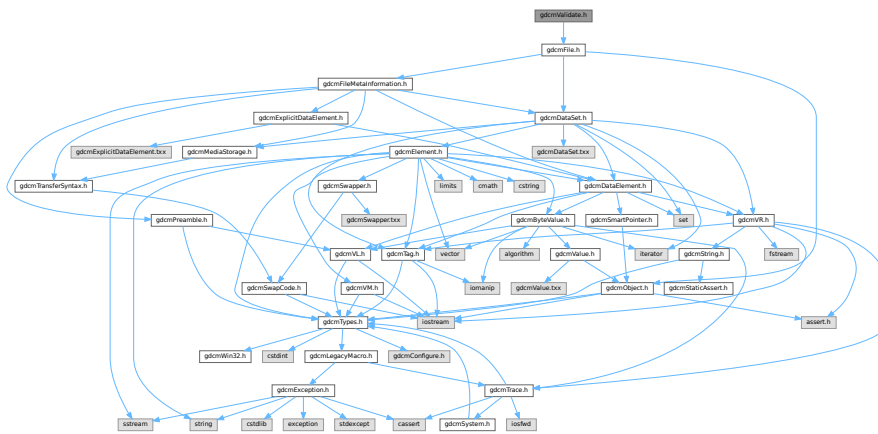 gdcmValidate.h
gdcmFile.h
gdcmFileMetaInformation.h
gdcmExplicitDataElement.h
gdcmDataSet.h
gdcmExplicitDataElement.txx
gdcmMediaStorage.h
gdcmElement.h
gdcmDataSet.txx
gdcmTransferSyntax.h
gdcmSwapper.h
limits
cmath
cstring
gdcmDataElement.h
gdcmPreamble.h
gdcmSwapper.txx
gdcmByteValue.h
gdcmSmartPointer.h
set
gdcmVR.h
gdcmVL.h
gdcmTag.h
vector
algorithm
gdcmValue.h
iterator
gdcmString.h
fstream
gdcmSwapCode.h
gdcmVM.h
iomanip
gdcmValue.txx
gdcmObject.h
gdcmStaticAssert.h
gdcmTypes.h
iostream
assert.h
gdcmWin32.h
cstdint
gdcmLegacyMacro.h
gdcmConfigure.h
gdcmException.h
gdcmTrace.h
sstream
string
cstdlib
exception
stdexcept
cassert
gdcmSystem.h
iosfwd